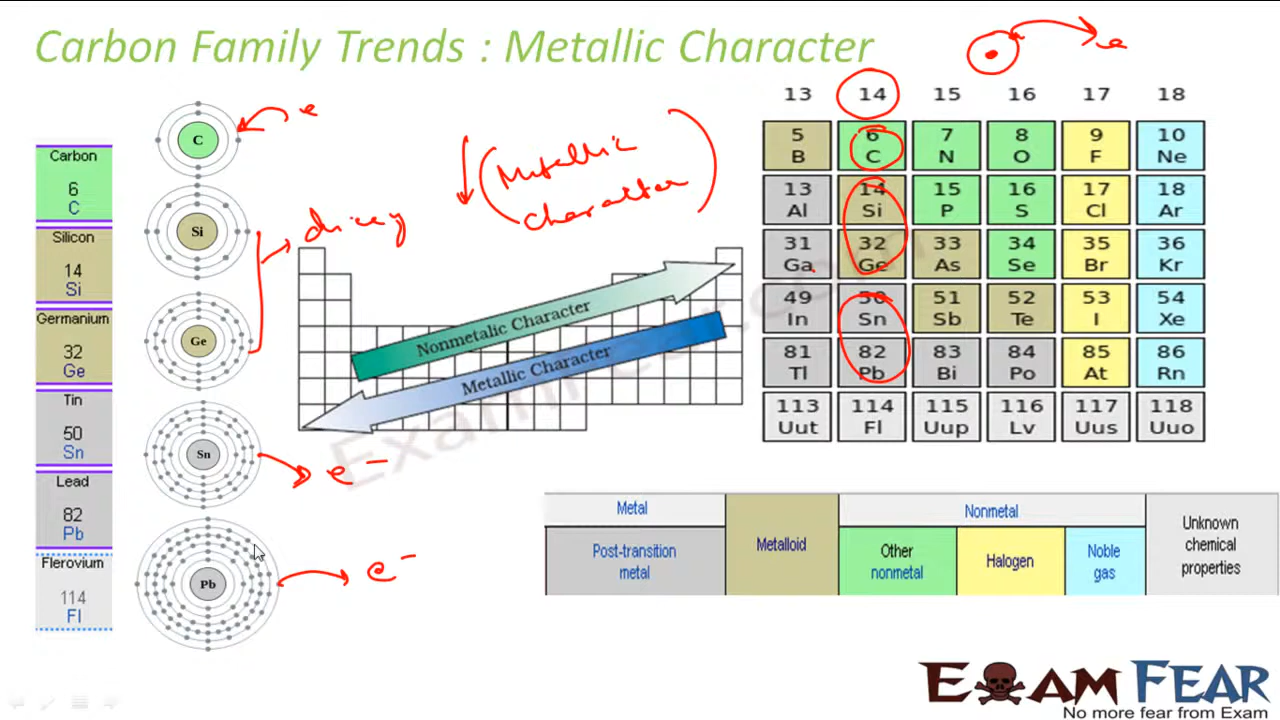 Carbon Family Trends : Metallic Character
e
e
Metallic
character
dicey
e-
e-
Carbon
6
C
Silicon
14
Si
Germanium
32
Ge
Tin
50
Sn
Lead
82
Pb
Flerovium
114
Fl
C
Si
Ge
Sn
Pb
Nonmetalic Character
Metallic Character
13 14 15 16 17 18
5 6 7 8 9 10
B C N O F Ne
13 14 15 16 17 18
Al Si P S Cl Ar
31 32 33 34 35 36
Ga Ge As Se Br Kr
49 50 51 52 53 54
In Sn Sb Te I Xe
81 82 83 84 85 86
Tl Pb Bi Po At Rn
113 114 115 116 117 118
Uut Fl Uup Lv Uus Uuo
Metal
Post-transition
metal
Metalloid
Nonmetal
Other
nonmetal
Halogen
Noble
gas
Unknown
chemical
properties
Examfear.com
EXAM FEAR
No more fear from Exam